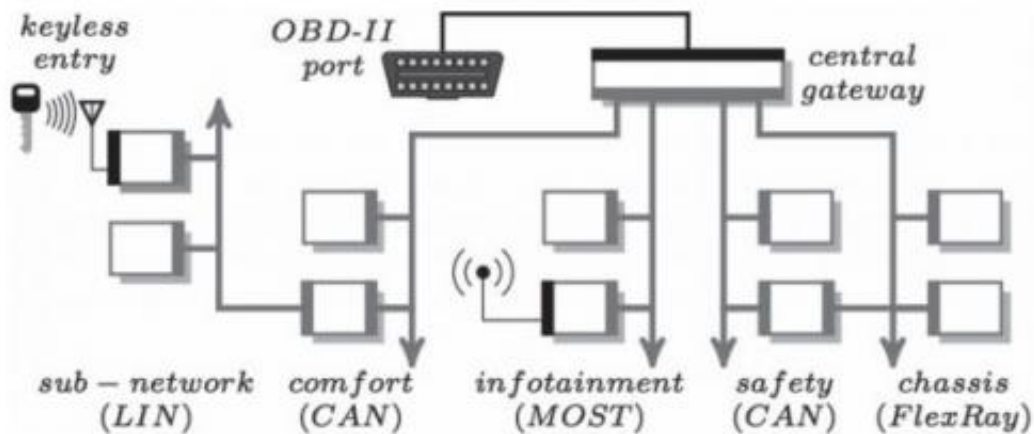 keyless
entry
OBD-II
port
central
gateway
sub – network
(LIN)
comfort
(CAN)
infotainment
(MOST)
safety
(CAN)
chassis
(FlexRay)